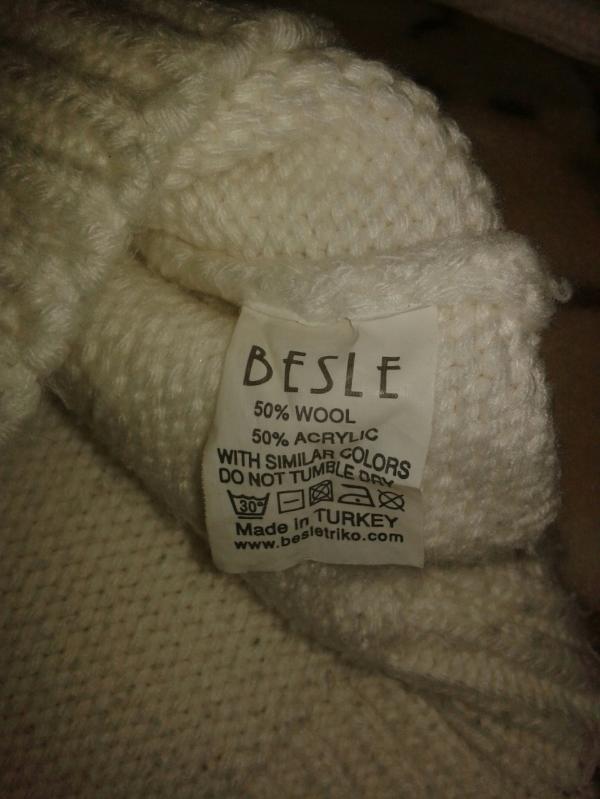 BESLE
50% WOOL
50% ACRYLIC
WITH SIMILAR COLORS
DO NOT TUMBLE DRY
30°
Made in TURKEY
www.besletriko.com